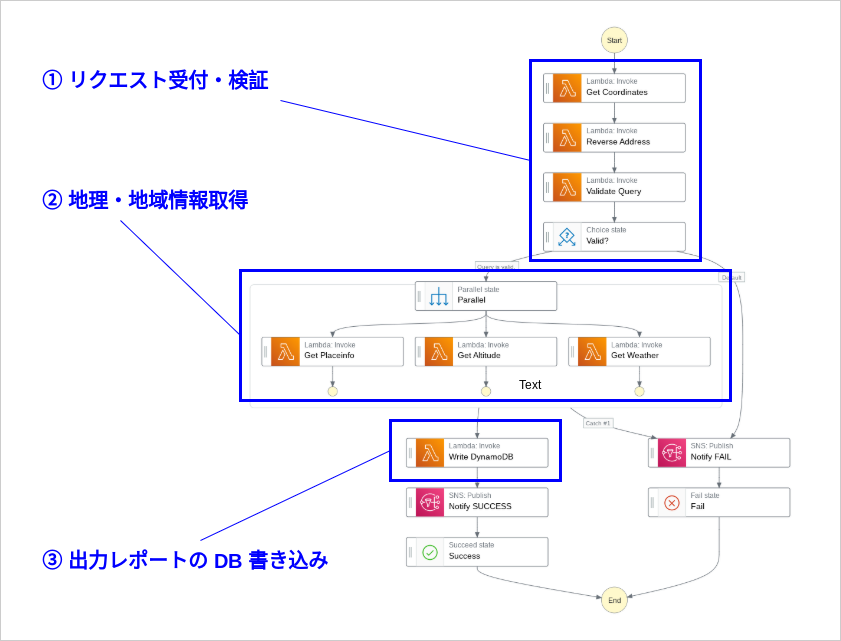 Start
① リクエスト受付・検証
Lambda: Invoke
Get Coordinates
Lambda: Invoke
Reverse Address
Lambda: Invoke
Validate Query
② 地理・地域情報取得
Choice state
Valid?
Query is valid.
Default
Parallel state
Parallel
Lambda: Invoke
Get Placeinfo
Lambda: Invoke
Get Altitude
Lambda: Invoke
Get Weather
Text
Catch #1
Lambda: Invoke
Write DynamoDB
SNS: Publish
Notify FAIL
SNS: Publish
Notify SUCCESS
Fail state
Fail
③ 出力レポートの DB 書き込み
Succeed state
Success
End